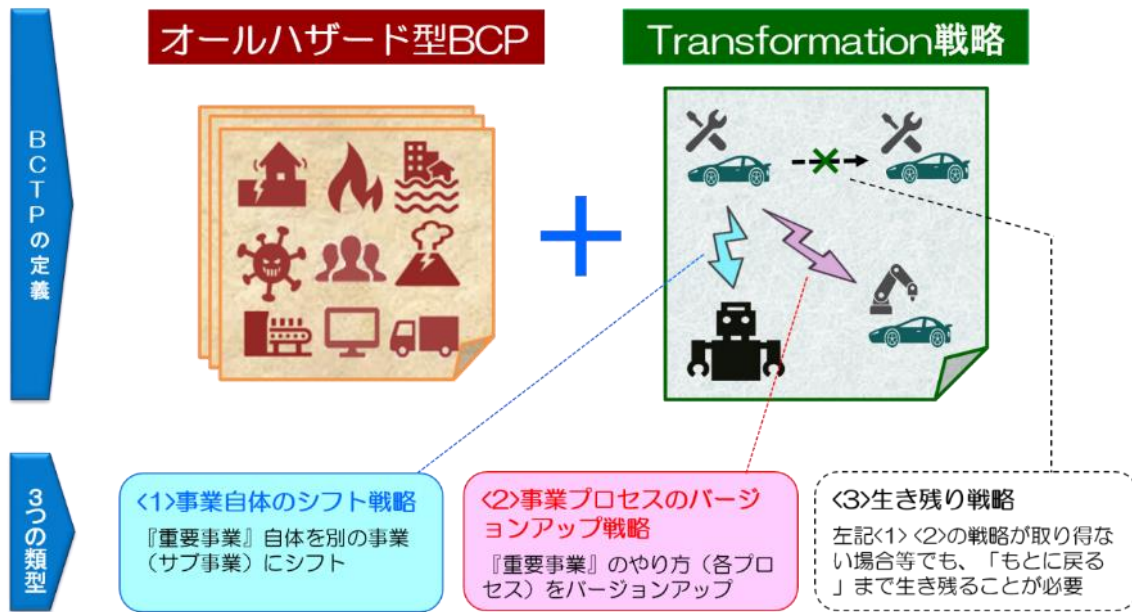 オールハザード型BCP
Transformation戦略
BCTPの定義
3つの類型
<1>事業自体のシフト戦略
『重要事業』自体を別の事業
(サブ事業)にシフト
<2>事業プロセスのバージ
ョンアップ戦略
『重要事業』のやり方(各プロ
セス)をバージョンアップ
<3>生き残り戦略
左記<1><2>の戦略が取り得な
い場合等でも、「もとに戻る
」まで生き残ることが必要